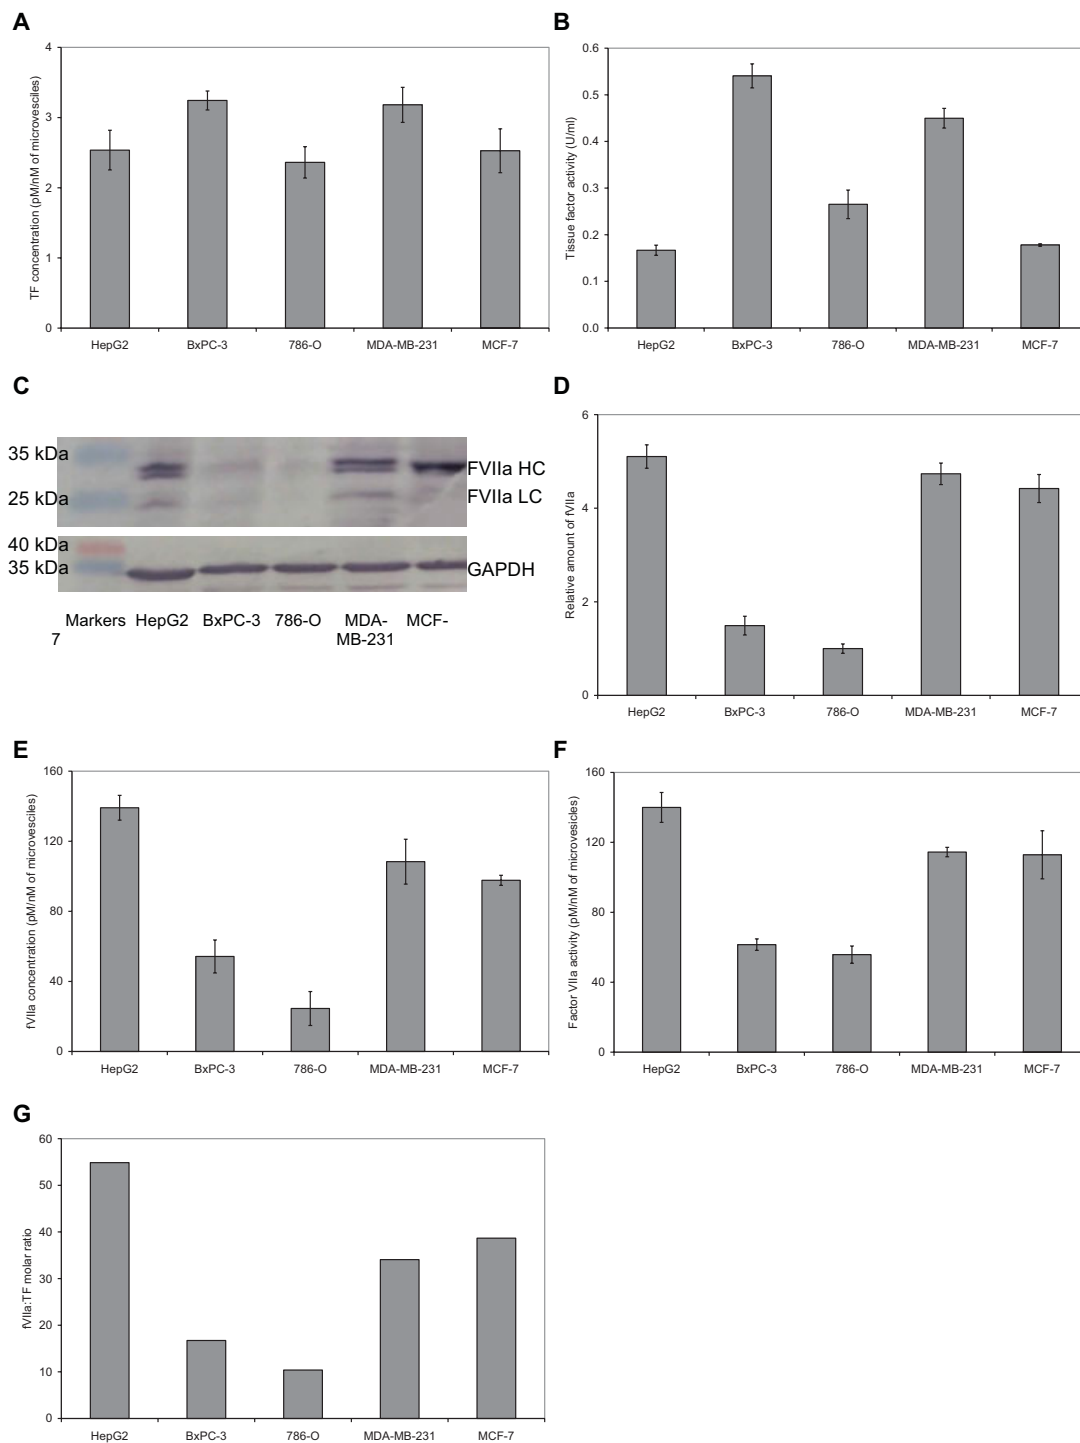 A
TF concentration (pM/nM of microvesciles)
4
3
2
1
0
HepG2 BxPC-3 786-O MDA-MB-231 MCF-7
B
Tissue factor activity (U/ml)
0.6
0.5
0.4
0.3
0.2
0.1
0.0
HepG2 BxPC-3 786-O MDA-MB-231 MCF-7
C
35 kDa
FVIIa HC
25 kDa
FVIIa LC
40 kDa
35 kDa
GAPDH
Markers HepG2 BxPC-3 786-O MDA- MCF-
7 MB-231
D
Relative amount of fVIIa
6
4
2
0
HepG2 BxPC-3 786-O MDA-MB-231 MCF-7
E
fVIIa concentration (pM/nM of microvesciles)
160
120
80
40
0
HepG2 BxPC-3 786-O MDA-MB-231 MCF-7
F
Factor VIIa activity (pM/nM of microvesicles)
160
120
80
40
0
HepG2 BxPC-3 786-O MDA-MB-231 MCF-7
G
fVIIa:TF molar ratio
60
50
40
30
20
10
0
HepG2 BxPC-3 786-O MDA-MB-231 MCF-7